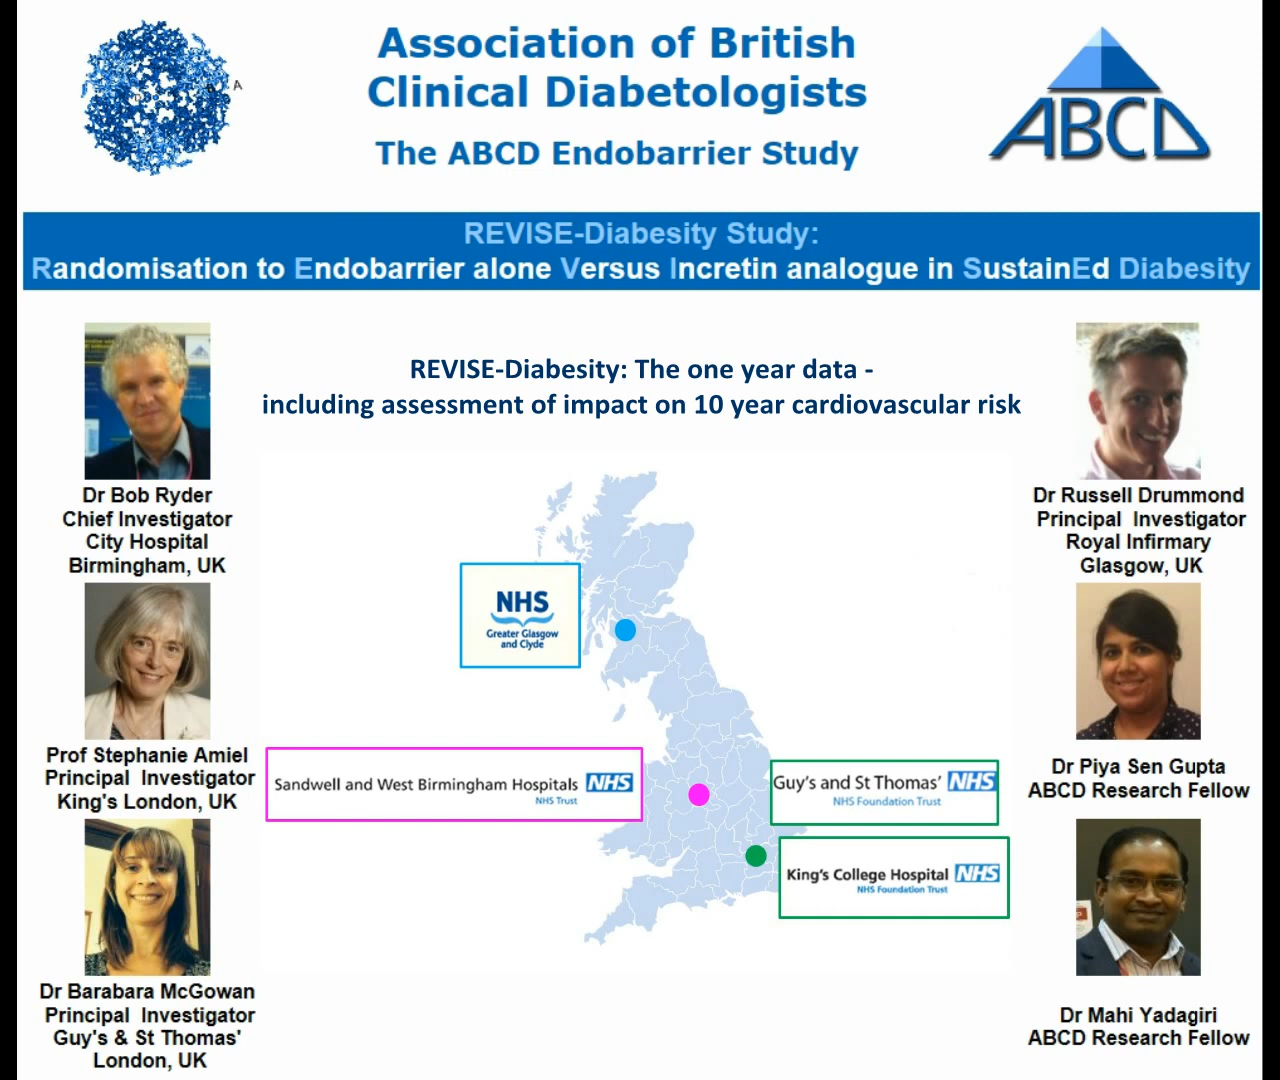 Association of British
Clinical Diabetologists
The ABCD Endobarrier Study
A
ABCD
REVISE-Diabesity Study:
Randomisation to Endobarrier alone Versus Incretin analogue in SustainEd Diabesity
REVISE-Diabesity: The one year data -
including assessment of impact on 10 year cardiovascular risk
Dr Bob Ryder
Chief Investigator
City Hospital
Birmingham, UK
Dr Russell Drummond
Principal Investigator
Royal Infirmary
Glasgow, UK
NHS
Greater Glasgow
and Clyde
Prof Stephanie Amiel
Principal Investigator
King's London, UK
Sandwell and West Birmingham Hospitals NHS
NHS Trust
Guy's and St Thomas' NHS
NHS Foundation Trust
King's College Hospital NHS
NHS Foundation Trust
Dr Piya Sen Gupta
ABCD Research Fellow
Dr Barabara McGowan
Principal Investigator
Guy's & St Thomas'
London, UK
Dr Mahi Yadagiri
ABCD Research Fellow